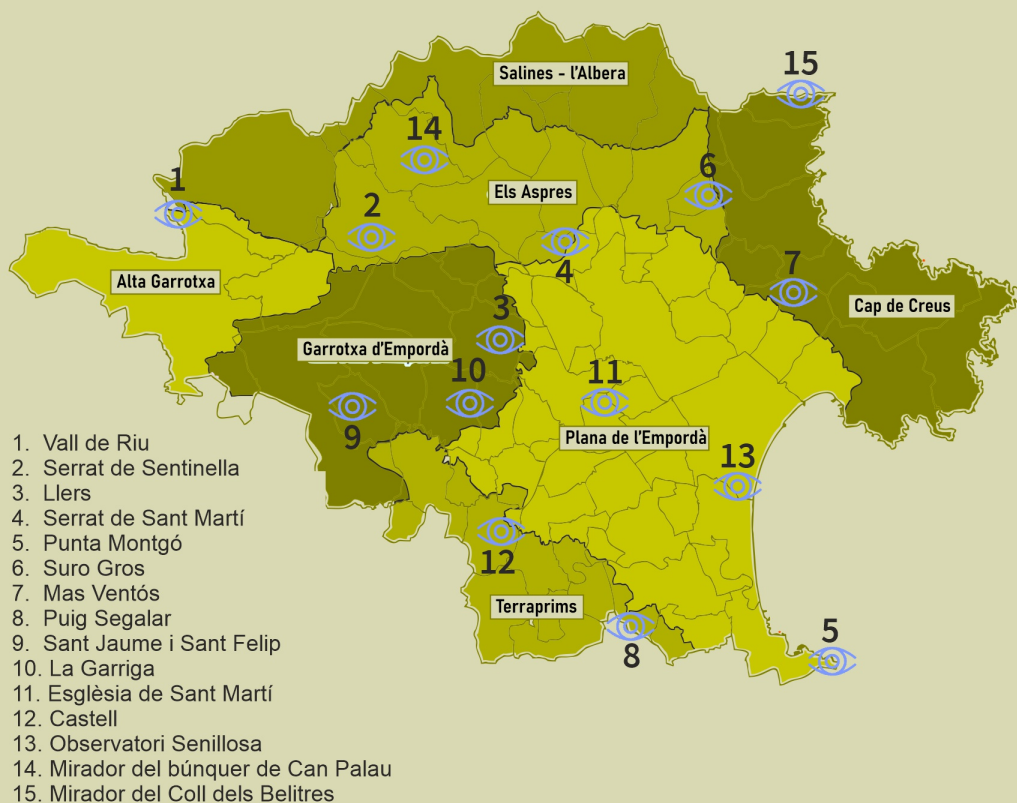 15
Salines - l'Albera
14
6
1
Els Aspres
2
4
7
Alta Garrotxa
Cap de Creus
3
Garrotxa d'Empordà
10
11
9
Plana de l'Empordà
13
12
Terraprims
5
8
1. Vall de Riu
2. Serrat de Sentinella
3. Llers
4. Serrat de Sant Martí
5. Punta Montgó
6. Suro Gros
7. Mas Ventós
8. Puig Segalar
9. Sant Jaume i Sant Felip
10. La Garriga
11. Esglèsia de Sant Martí
12. Castell
13. Observatori Senillosa
14. Mirador del búnquer de Can Palau
15. Mirador del Coll dels Belitres